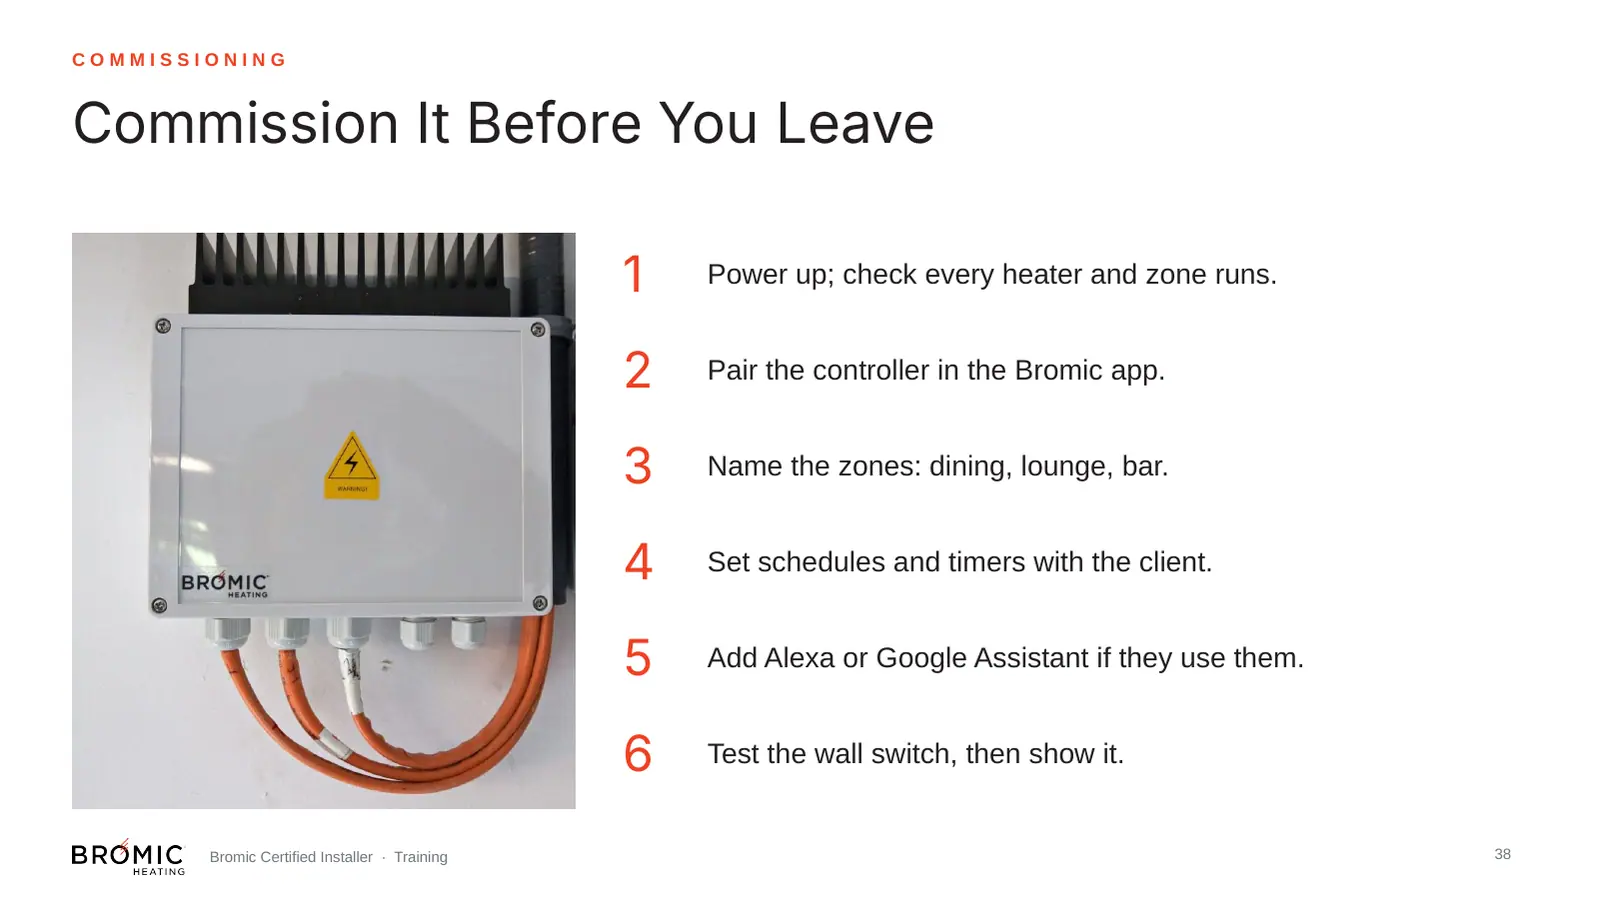 COMMISSIONING
Commission It Before You Leave
WARNING!
BROMIC
HEATING
1 Power up; check every heater and zone runs.
2 Pair the controller in the Bromic app.
3 Name the zones: dining, lounge, bar.
4 Set schedules and timers with the client.
5 Add Alexa or Google Assistant if they use them.
6 Test the wall switch, then show it.
BROMIC
HEATING
Bromic Certified Installer · Training
38